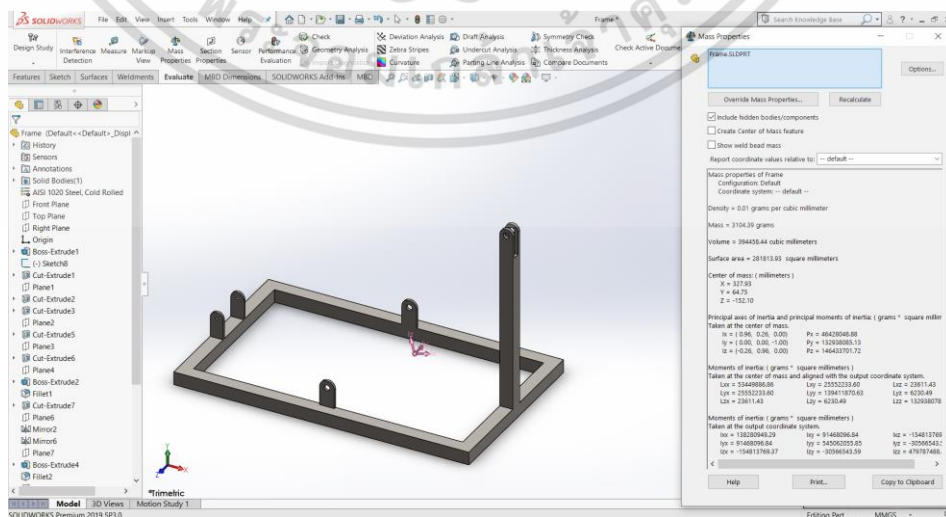 SOLIDWORKS File Edit View Insert Tools Window Help Frame * Search Knowledge Base
Design Study
Interference Detection
Measure
Markup View
Mass Properties
Section Properties
Sensor
Performance Evaluation
Check
Geometry Analysis
Deviation Analysis
Zebra Stripes
Curvature
Draft Analysis
Undercut Analysis
Parting Line Analysis
Symmetry Check
Thickness Analysis
Compare Documents
Check Active Docume
Features Sketch Surfaces Weldments Evaluate MBD Dimensions SOLIDWORKS Add-Ins MBD
Frame (Default<<Default>_Displ
History
Sensors
Annotations
Solid Bodies(1)
AISI 1020 Steel, Cold Rolled
Front Plane
Top Plane
Right Plane
Origin
Boss-Extrude1
(-) Sketch8
Cut-Extrude1
Plane1
Cut-Extrude2
Cut-Extrude3
Plane2
Cut-Extrude5
Plane3
Cut-Extrude6
Plane4
Boss-Extrude2
Fillet1
Cut-Extrude7
Plane6
Mirror2
Mirror6
Plane7
Boss-Extrude4
Fillet2
Y
X
Z
*Trimetric
Model 3D Views Motion Study 1
SOLIDWORKS Premium 2019 SP3.0
Editing Part MMGS
Mass Properties
Frame.SLDPRT
Options...
Override Mass Properties... Recalculate
Include hidden bodies/components
Create Center of Mass feature
Show weld bead mass
Report coordinate values relative to: -- default --
Mass properties of Frame
Configuration: Default
Coordinate system: -- default --
Density = 0.01 grams per cubic millimeter
Mass = 3104.39 grams
Volume = 394458.44 cubic millimeters
Surface area = 281813.93 square millimeters
Center of mass: ( millimeters )
X = 327.93
Y = 64.75
Z = -152.10
Principal axes of inertia and principal moments of inertia: ( grams * square millim
Taken at the center of mass.
Ix = ( 0.96, 0.26, 0.00) Px = 46428048.88
Iy = ( 0.00, 0.00, -1.00) Py = 132938085.13
Iz = (-0.26, 0.96, 0.00) Pz = 146433701.72
Moments of inertia: ( grams * square millimeters )
Taken at the center of mass and aligned with the output coordinate system.
Lxx = 53449886.86 Lxy = 25552233.60 Lxz = 23611.43
Lyx = 25552233.60 Lyy = 139411870.63 Lyz = 6230.49
Lzx = 23611.43 Lzy = 6230.49 Lzz = 132938078
Moments of inertia: ( grams * square millimeters )
Taken at the output coordinate system.
Ixx = 138280949.29 Ixy = 91468096.84 Ixz = -154813769
Iyx = 91468096.84 Iyy = 545062055.85 Iyz = -30566543.5
Izx = -154813769.37 Izy = -30566543.59 Izz = 479787488.
Help Print... Copy to Clipboard